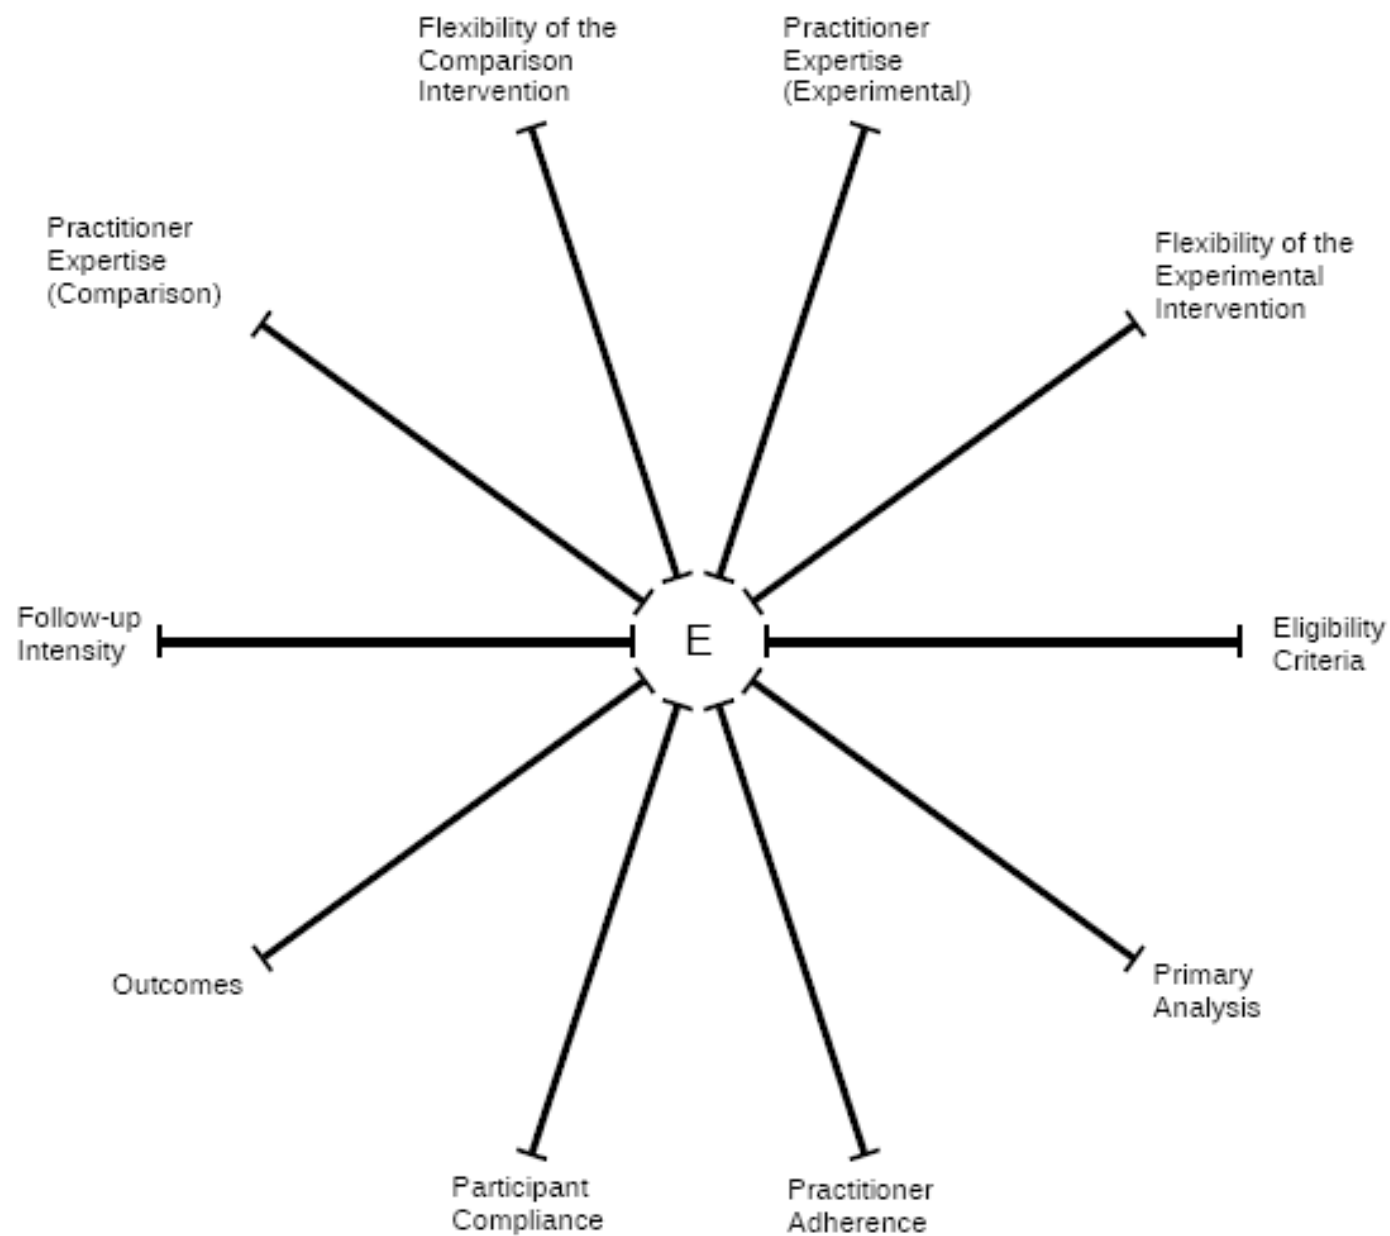 Flexibility of the
Comparison
Intervention
Practitioner
Expertise
(Experimental)
Practitioner
Expertise
(Comparison)
Flexibility of the
Experimental
Intervention
Follow-up
Intensity
E
Eligibility
Criteria
Outcomes
Primary
Analysis
Participant
Compliance
Practitioner
Adherence